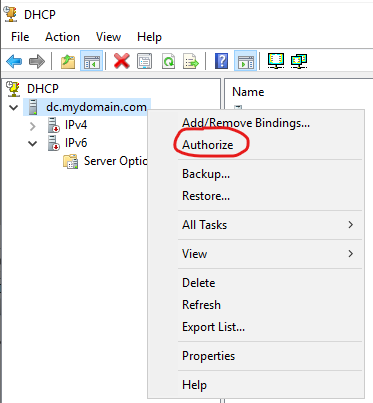 DHCP
File Action View Help
DHCP
dc.mydomain.com
IPv4
IPv6
Server Optio
Name
Add/Remove Bindings...
Authorize
Backup...
Restore...
All Tasks
View
Delete
Refresh
Export List...
Properties
Help